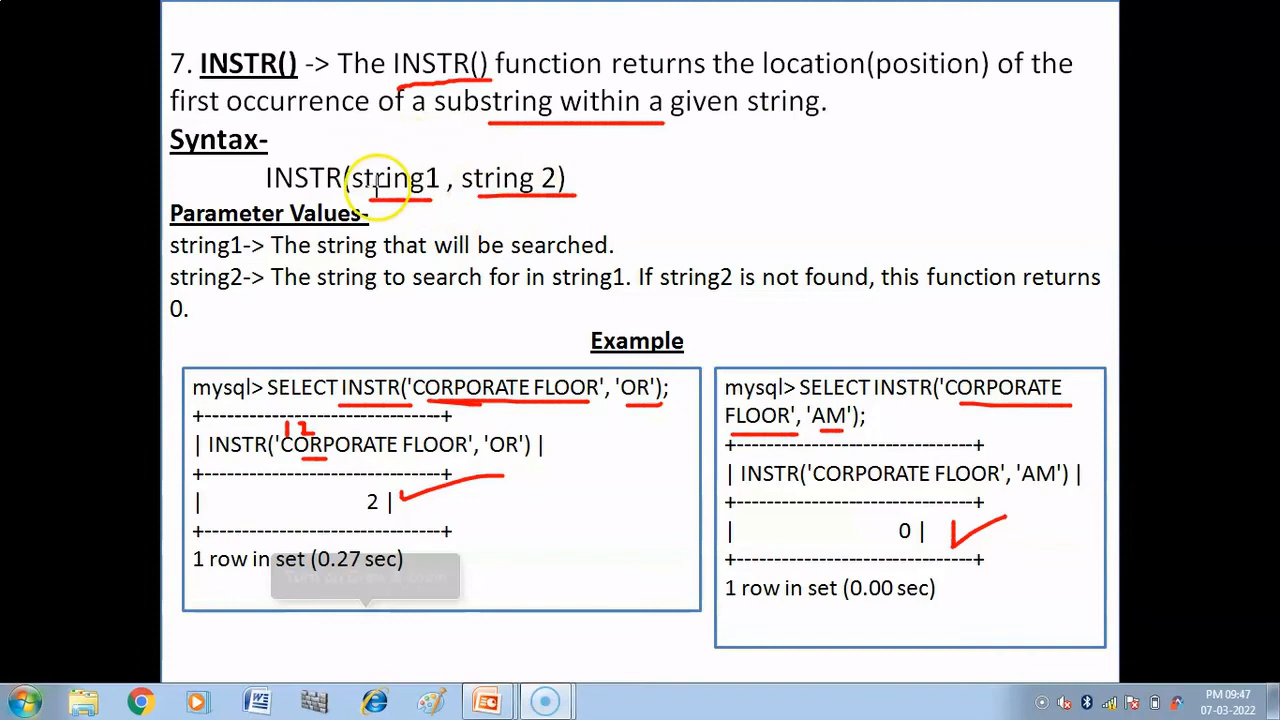 7. INSTR() -> The INSTR() function returns the location(position) of the
first occurrence of a substring within a given string.
Syntax-
INSTR(string1 , string 2)
Parameter Values-
string1-> The string that will be searched.
string2-> The string to search for in string1. If string2 is not found, this function returns
0.
Example
mysql> SELECT INSTR('CORPORATE FLOOR', 'OR');
+-----------------------------------------+
1 2
| INSTR('CORPORATE FLOOR', 'OR') |
+-----------------------------------------+
| 2 |
+-----------------------------------------+
1 row in set (0.27 sec)
mysql> SELECT INSTR('CORPORATE
FLOOR', 'AM');
+-----------------------------------------+
| INSTR('CORPORATE FLOOR', 'AM') |
+-----------------------------------------+
| 0 |
+-----------------------------------------+
1 row in set (0.00 sec)
PM 09:47
07-03-2022